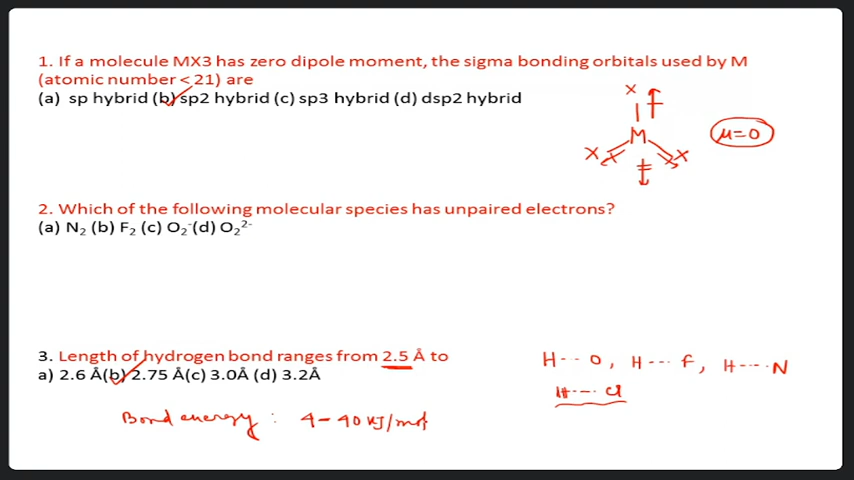 1. If a molecule MX3 has zero dipole moment, the sigma bonding orbitals used by M
(atomic number < 21) are
(a) sp hybrid (b) sp2 hybrid (c) sp3 hybrid (d) dsp2 hybrid
X
M
X X
μ=0
2. Which of the following molecular species has unpaired electrons?
(a) N₂ (b) F₂ (c) O₂⁻(d) O₂²⁻
3. Length of hydrogen bond ranges from 2.5 Å to
a) 2.6 Å(b) 2.75 Å(c) 3.0Å (d) 3.2Å
H---O, H---F, H----N
H----Cl
Bond energy : 4-40 KJ/mol